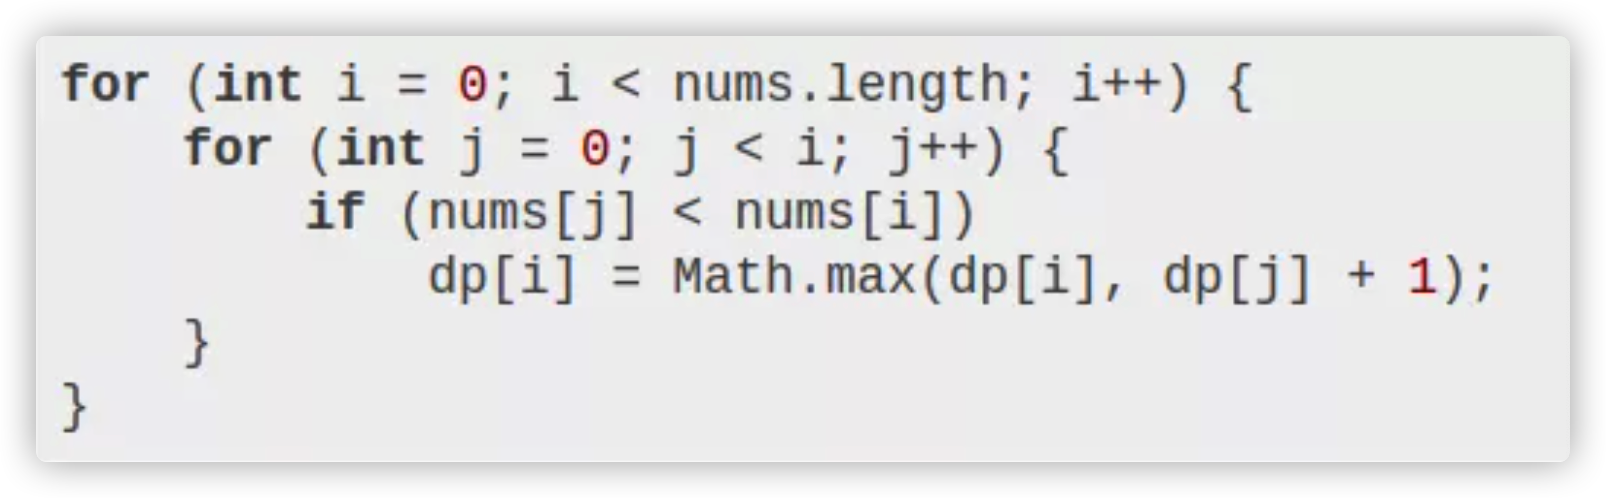 for (int i = 0; i < nums.length; i++) {
    for (int j = 0; j < i; j++) {
        if (nums[j] < nums[i])
            dp[i] = Math.max(dp[i], dp[j] + 1);
    }
}